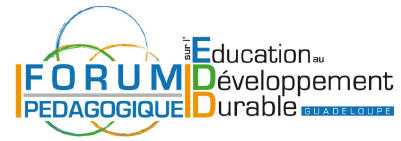 FORUM
PEDAGOGIQUE
sur l'
Education au
Développement
Durable GUADELOUPE